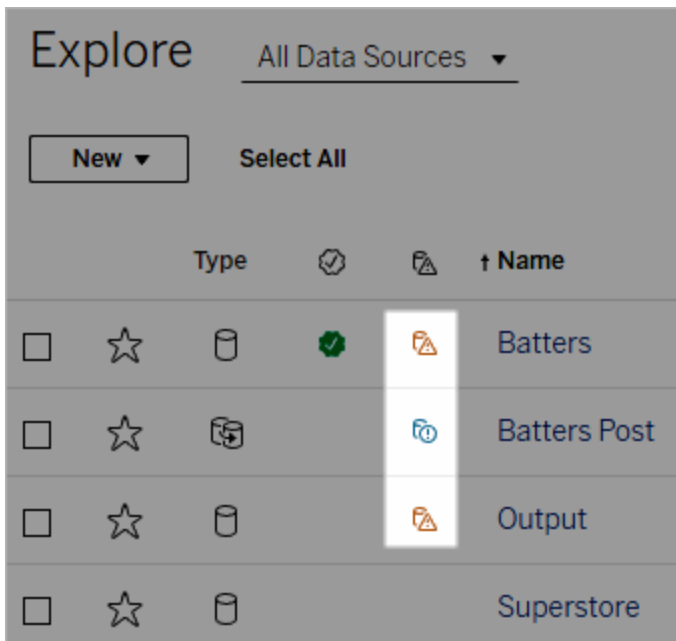 Explore All Data Sources
New Select All
Type Name
Batters
Batters Post
Output
Superstore